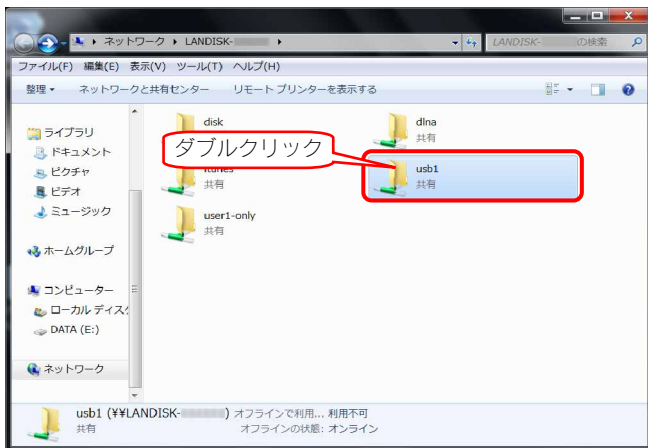 ネットワーク ▸ LANDISK- ▸
LANDISK- の検索
ファイル(F) 編集(E) 表示(V) ツール(T) ヘルプ(H)
整理 ネットワークと共有センター リモート プリンターを表示する
ライブラリ
ドキュメント
ピクチャ
ビデオ
ミュージック
ホームグループ
コンピューター
ローカル ディスク
DATA (E:)
ネットワーク
disk
dlna
共有
ダブルクリック
itunes
共有
usb1
共有
user1-only
共有
usb1 (¥¥LANDISK- ) オフラインで利用... 利用不可
共有 オフラインの状態: オンライン